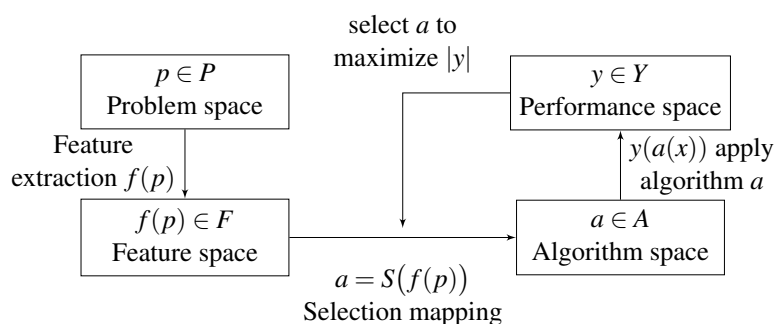 select a to
maximize |y|
p ∈ P
Problem space
y ∈ Y
Performance space
Feature
extraction f(p)
y(a(x)) apply
algorithm a
f(p) ∈ F
Feature space
a ∈ A
Algorithm space
a = S(f(p))
Selection mapping